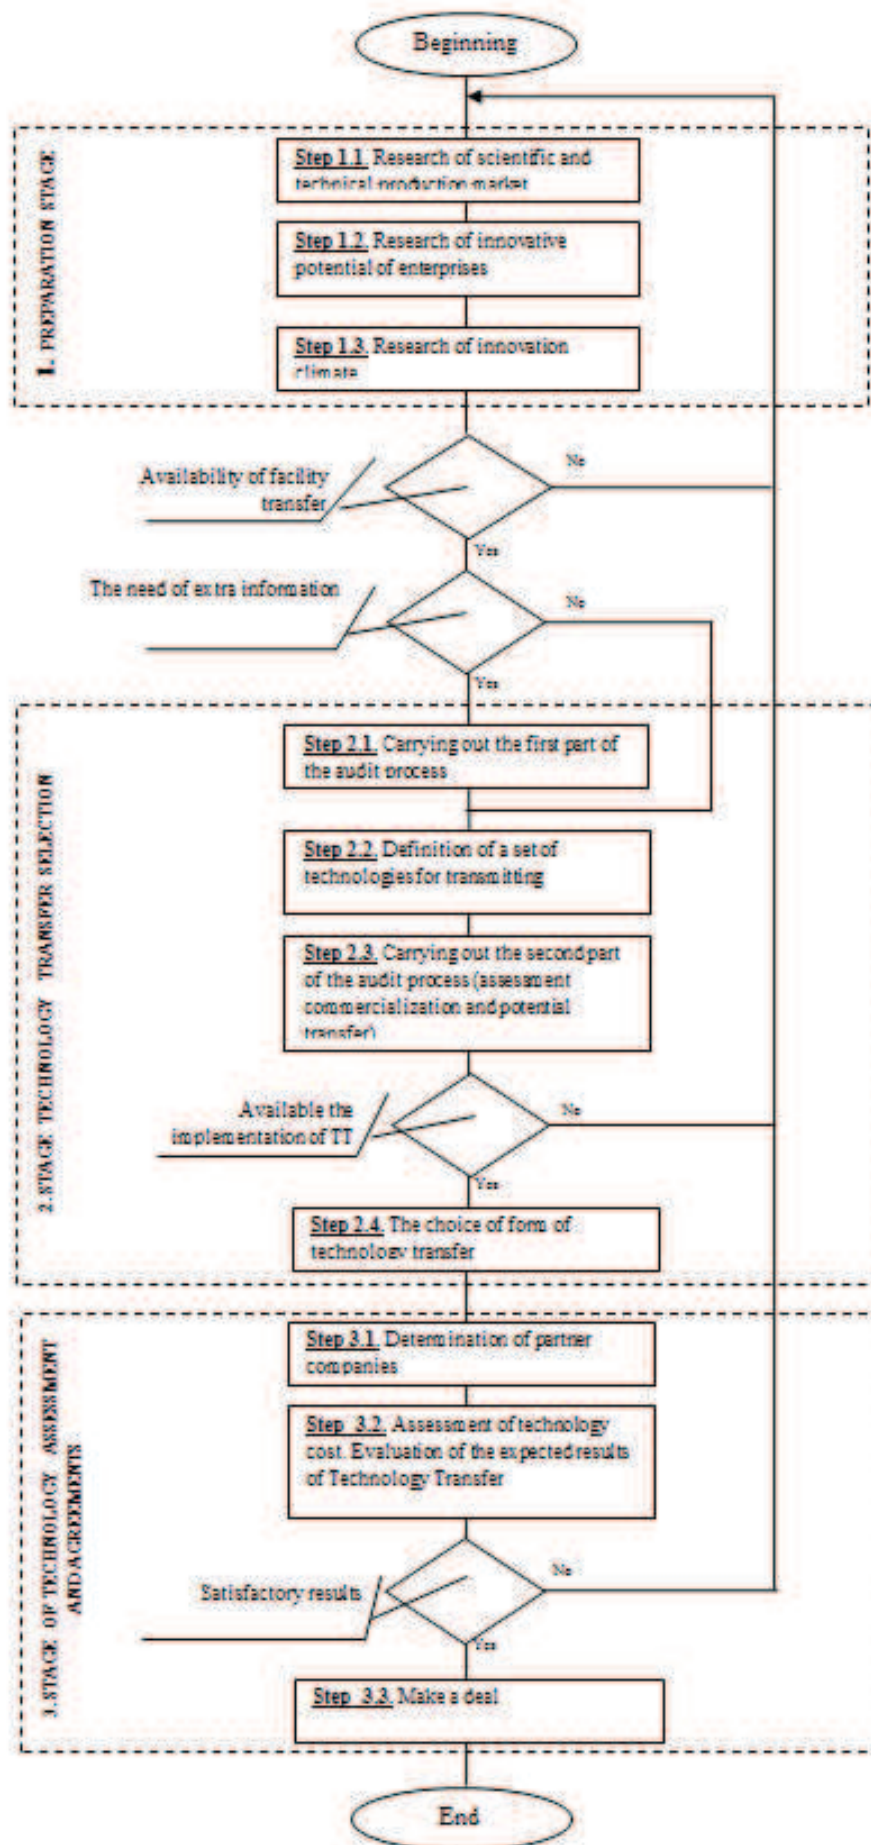 Beginning
1. PREPARATION STAGE
Step 1.1. Research of scientific and
technical production market
Step 1.2. Research of innovative
potential of enterprises
Step 1.3. Research of innovation
climate
Availability of facility
transfer
No
Yes
The need of extra information
No
Yes
2.STAGE TECHNOLOGY TRANSFER SELECTION
Step 2.1. Carrying out the first part of
the audit process
Step 2.2. Definition of a set of
technologies for transmitting
Step 2.3. Carrying out the second part
of the audit process (assessment
commercialization and potential
transfer)
Available the
implementation of TT
No
Yes
Step 2.4. The choice of form of
technology transfer
3.STAGE OF TECHNOLOGY ASSESSMENT
AND AGREEMENTS
Step 3.1. Determination of partner
companies
Step 3.2. Assessment of technology
cost. Evaluation of the expected results
of Technology Transfer
Satisfactory results
No
Yes
Step 3.3. Make a deal
End